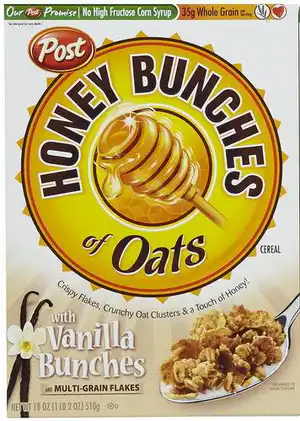 Our Post Promise | No High Fructose Corn Syrup | 35g Whole Grain
Post
HONEY BUNCHES
of Oats
CEREAL
Crispy Flakes, Crunchy Oat Clusters & a Touch of Honey!
with
Vanilla
Bunches
AND MULTI-GRAIN FLAKES
NET WT 18 OZ (1 LB 2 OZ) 510g